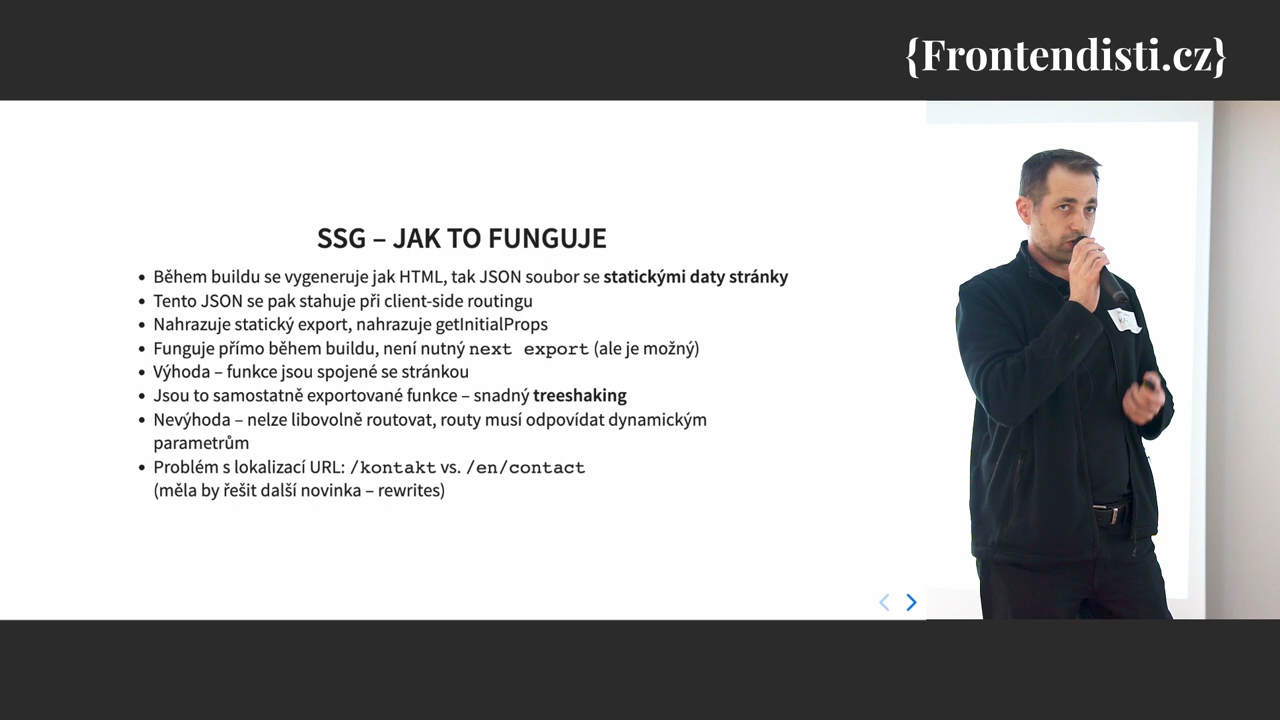 {Frontendisti.cz}
SSG – JAK TO FUNGUJE
• Během buildu se vygeneruje jak HTML, tak JSON soubor se statickými daty stránky
• Tento JSON se pak stahuje při client-side routingu
• Nahrazuje statický export, nahrazuje getInitialProps
• Funguje přímo během buildu, není nutný next export (ale je možný)
• Výhoda – funkce jsou spojené se stránkou
• Jsou to samostatně exportované funkce – snadný treeshaking
• Nevýhoda – nelze libovolně routovat, routy musí odpovídat dynamickým
parametrům
• Problém s lokalizací URL: /kontakt vs. /en/contact
(měla by řešit další novinka – rewrites)